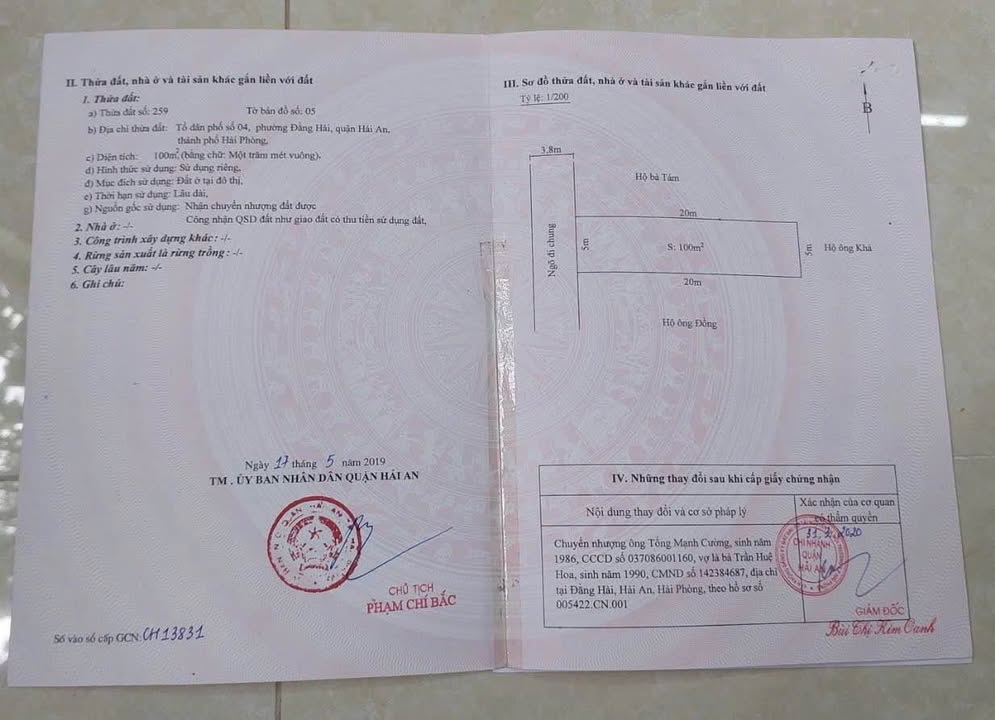 II. Thửa đất, nhà ở và tài sản khác gắn liền với đất
1. Thửa đất:
a) Thửa đất số: 259 Tờ bản đồ số: 05
b) Địa chỉ thửa đất: Tổ dân phố số 04, phường Đằng Hải, quận Hải An,
thành phố Hải Phòng,
c) Diện tích: 100m², (bằng chữ: Một trăm mét vuông),
d) Hình thức sử dụng: Sử dụng riêng,
đ) Mục đích sử dụng: Đất ở tại đô thị,
e) Thời hạn sử dụng: Lâu dài,
g) Nguồn gốc sử dụng: Nhận chuyển nhượng đất được
Công nhận QSD đất như giao đất có thu tiền sử dụng đất,
2. Nhà ở: -/-
3. Công trình xây dựng khác: -/-
4. Rừng sản xuất là rừng trồng: -/-
5. Cây lâu năm: -/-
6. Ghi chú:
Ngày 17 tháng 5 năm 2019
TM . ỦY BAN NHÂN DÂN QUẬN HẢI AN
CHỦ TỊCH
PHẠM CHÍ BẮC
Số vào sổ cấp GCN: CH13831
III. Sơ đồ thửa đất, nhà ở và tài sản khác gắn liền với đất
Tỷ lệ: 1/200
B
3,8m
Hộ bà Tám
20m
Ngõ đi chung
5m
S: 100m²
5m
Hộ ông Khả
20m
Hộ ông Đồng
IV. Những thay đổi sau khi cấp giấy chứng nhận
Nội dung thay đổi và cơ sở pháp lý
Xác nhận của cơ quan
có thẩm quyền
Chuyển nhượng ông Tống Mạnh Cường, sinh năm
1986, CCCD số 037086001160, vợ là bà Trần Huệ
Hoa, sinh năm 1990, CMND số 142384687, địa chỉ
tại Đằng Hải, Hải An, Hải Phòng, theo hồ sơ số
005422.CN.001
2020
CHI NHÁNH
QUẬN
HẢI AN
GIÁM ĐỐC
Bùi Thị Kim Oanh